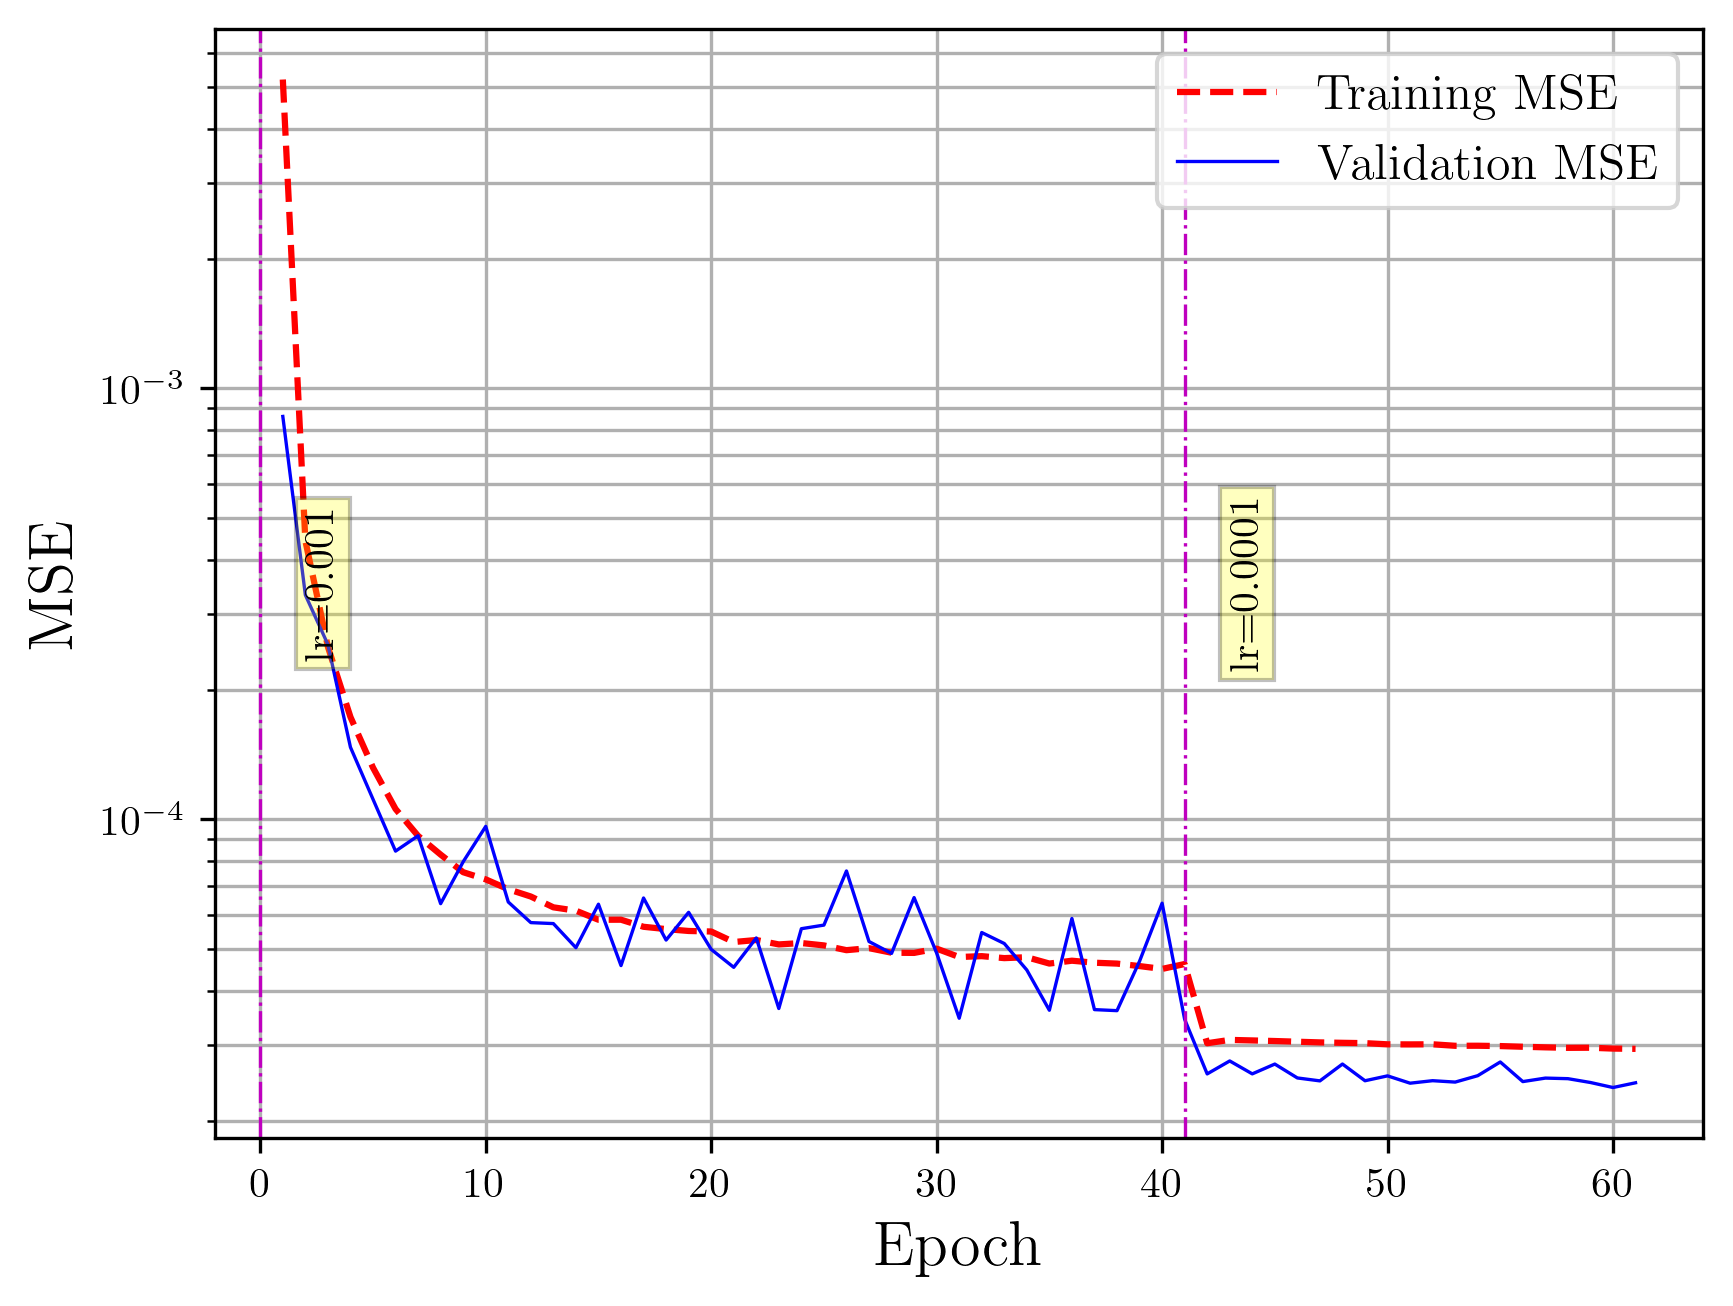 Training MSE
Validation MSE
10⁻³
10⁻⁴
MSE
lr=0.001
lr=0.0001
0 10 20 30 40 50 60
Epoch